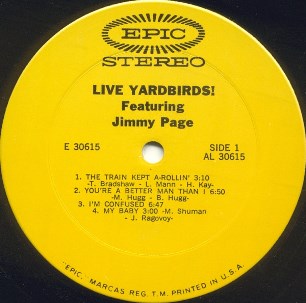 EPIC
STEREO
LIVE YARDBIRDS!
Featuring
Jimmy Page
E 30615
SIDE 1
AL 30615
1. THE TRAIN KEPT A-ROLLIN' 3:10
-T. Bradshaw - L. Mann - H. Kay-
2. YOU'RE A BETTER MAN THAN I 6:50
-M. Hugg - B. Hugg-
3. I'M CONFUSED 6:47
4. MY BABY 3:00 -M. Shuman
- J. Ragovoy-
"EPIC," MARCAS REG. T.M. PRINTED IN U.S.A.